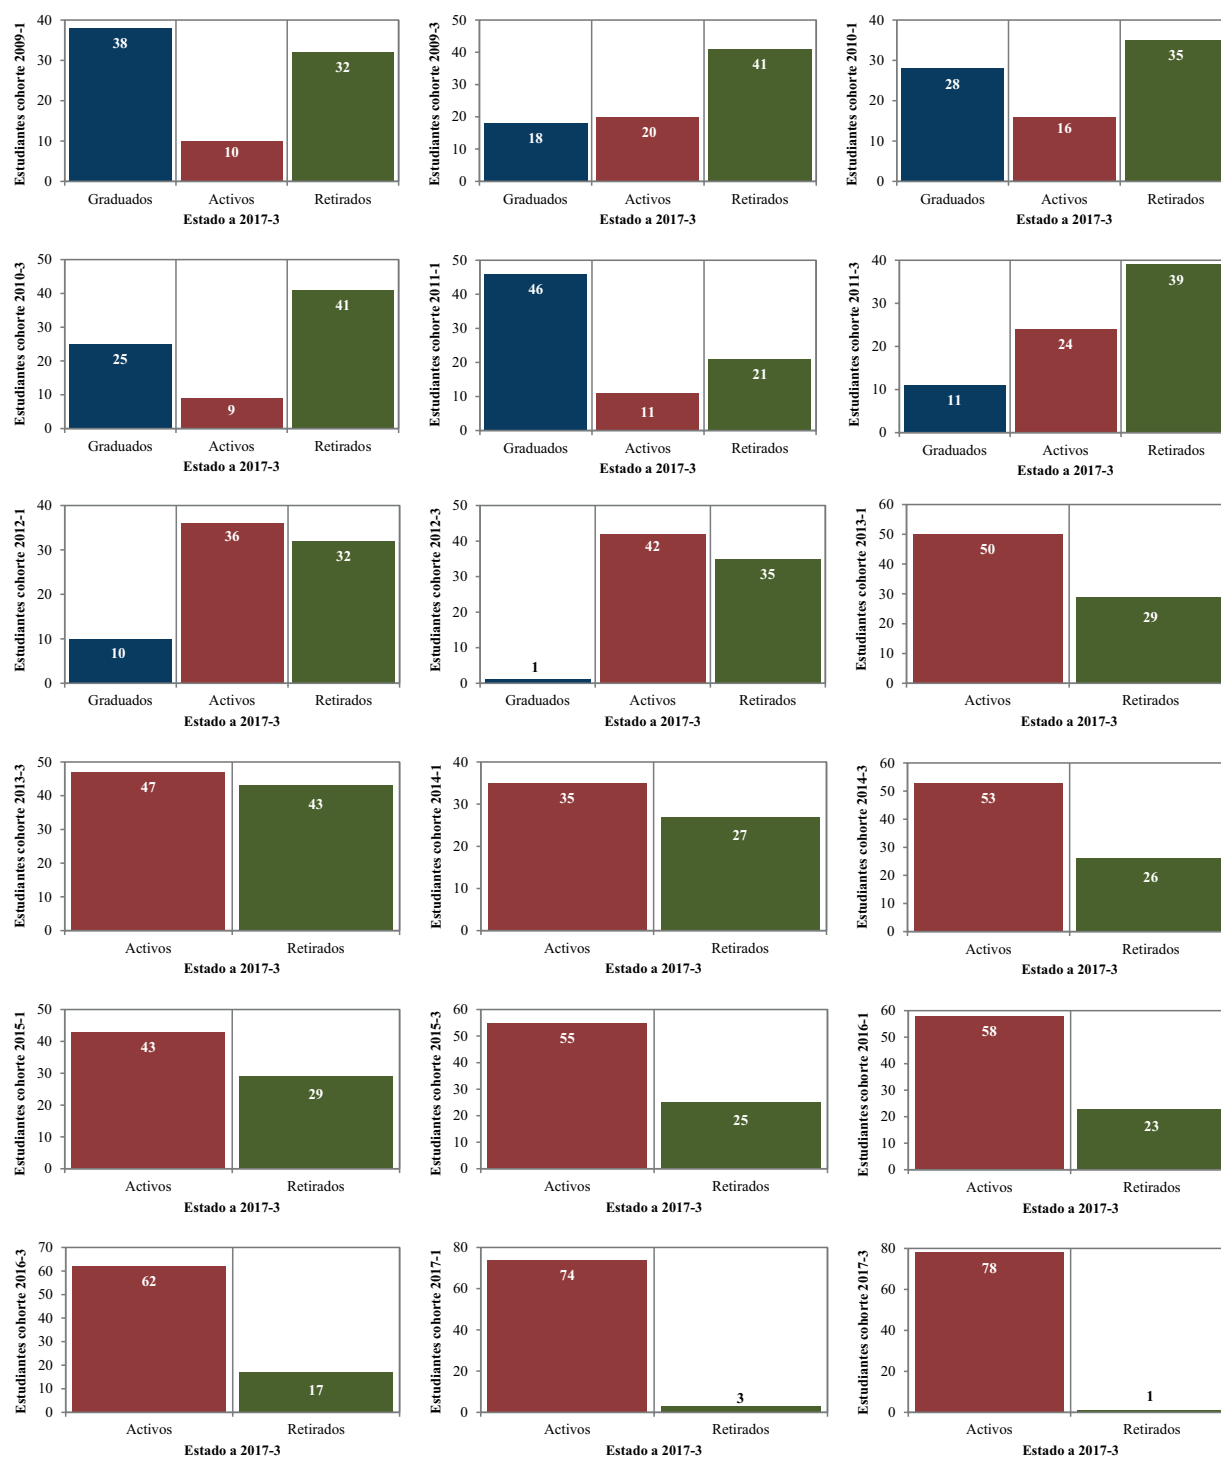 Estudiantes cohorte 2009-1
40
30
20
10
0
38
10
32
Graduados Activos Retirados
Estado a 2017-3
Estudiantes cohorte 2009-3
50
40
30
20
10
0
18
20
41
Graduados Activos Retirados
Estado a 2017-3
Estudiantes cohorte 2010-1
40
30
20
10
0
28
16
35
Graduados Activos Retirados
Estado a 2017-3
Estudiantes cohorte 2010-3
50
40
30
20
10
0
25
9
41
Graduados Activos Retirados
Estado a 2017-3
Estudiantes cohorte 2011-1
50
40
30
20
10
0
46
11
21
Graduados Activos Retirados
Estado a 2017-3
Estudiantes cohorte 2011-3
40
30
20
10
0
11
24
39
Graduados Activos Retirados
Estado a 2017-3
Estudiantes cohorte 2012-1
40
30
20
10
0
10
36
32
Graduados Activos Retirados
Estado a 2017-3
Estudiantes cohorte 2012-3
50
40
30
20
10
0
1
42
35
Graduados Activos Retirados
Estado a 2017-3
Estudiantes cohorte 2013-1
60
50
40
30
20
10
0
50
29
Activos Retirados
Estado a 2017-3
Estudiantes cohorte 2013-3
50
40
30
20
10
0
47
43
Activos Retirados
Estado a 2017-3
Estudiantes cohorte 2014-1
40
30
20
10
0
35
27
Activos Retirados
Estado a 2017-3
Estudiantes cohorte 2014-3
60
50
40
30
20
10
0
53
26
Activos Retirados
Estado a 2017-3
Estudiantes cohorte 2015-1
50
40
30
20
10
0
43
29
Activos Retirados
Estado a 2017-3
Estudiantes cohorte 2015-3
60
50
40
30
20
10
0
55
25
Activos Retirados
Estado a 2017-3
Estudiantes cohorte 2016-1
60
50
40
30
20
10
0
58
23
Activos Retirados
Estado a 2017-3
Estudiantes cohorte 2016-3
70
60
50
40
30
20
10
0
62
17
Activos Retirados
Estado a 2017-3
Estudiantes cohorte 2017-1
80
60
40
20
0
74
3
Activos Retirados
Estado a 2017-3
Estudiantes cohorte 2017-3
80
60
40
20
0
78
1
Activos Retirados
Estado a 2017-3